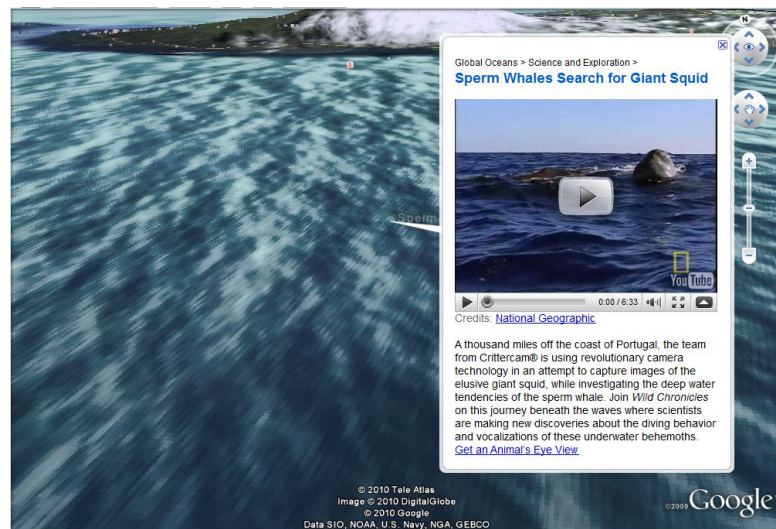 N
Global Oceans > Science and Exploration >
Sperm Whales Search for Giant Squid
Sperm
YouTube
0:00 / 6:33
Credits: National Geographic
A thousand miles off the coast of Portugal, the team
from Crittercam® is using revolutionary camera
technology in an attempt to capture images of the
elusive giant squid, while investigating the deep water
tendencies of the sperm whale. Join Wild Chronicles
on this journey beneath the waves where scientists
are making new discoveries about the diving behavior
and vocalizations of these underwater behemoths.
Get an Animal's Eye View
© 2010 Tele Atlas
Image © 2010 DigitalGlobe
© 2010 Google
Data SIO, NOAA, U.S. Navy, NGA, GEBCO
©2009 Google